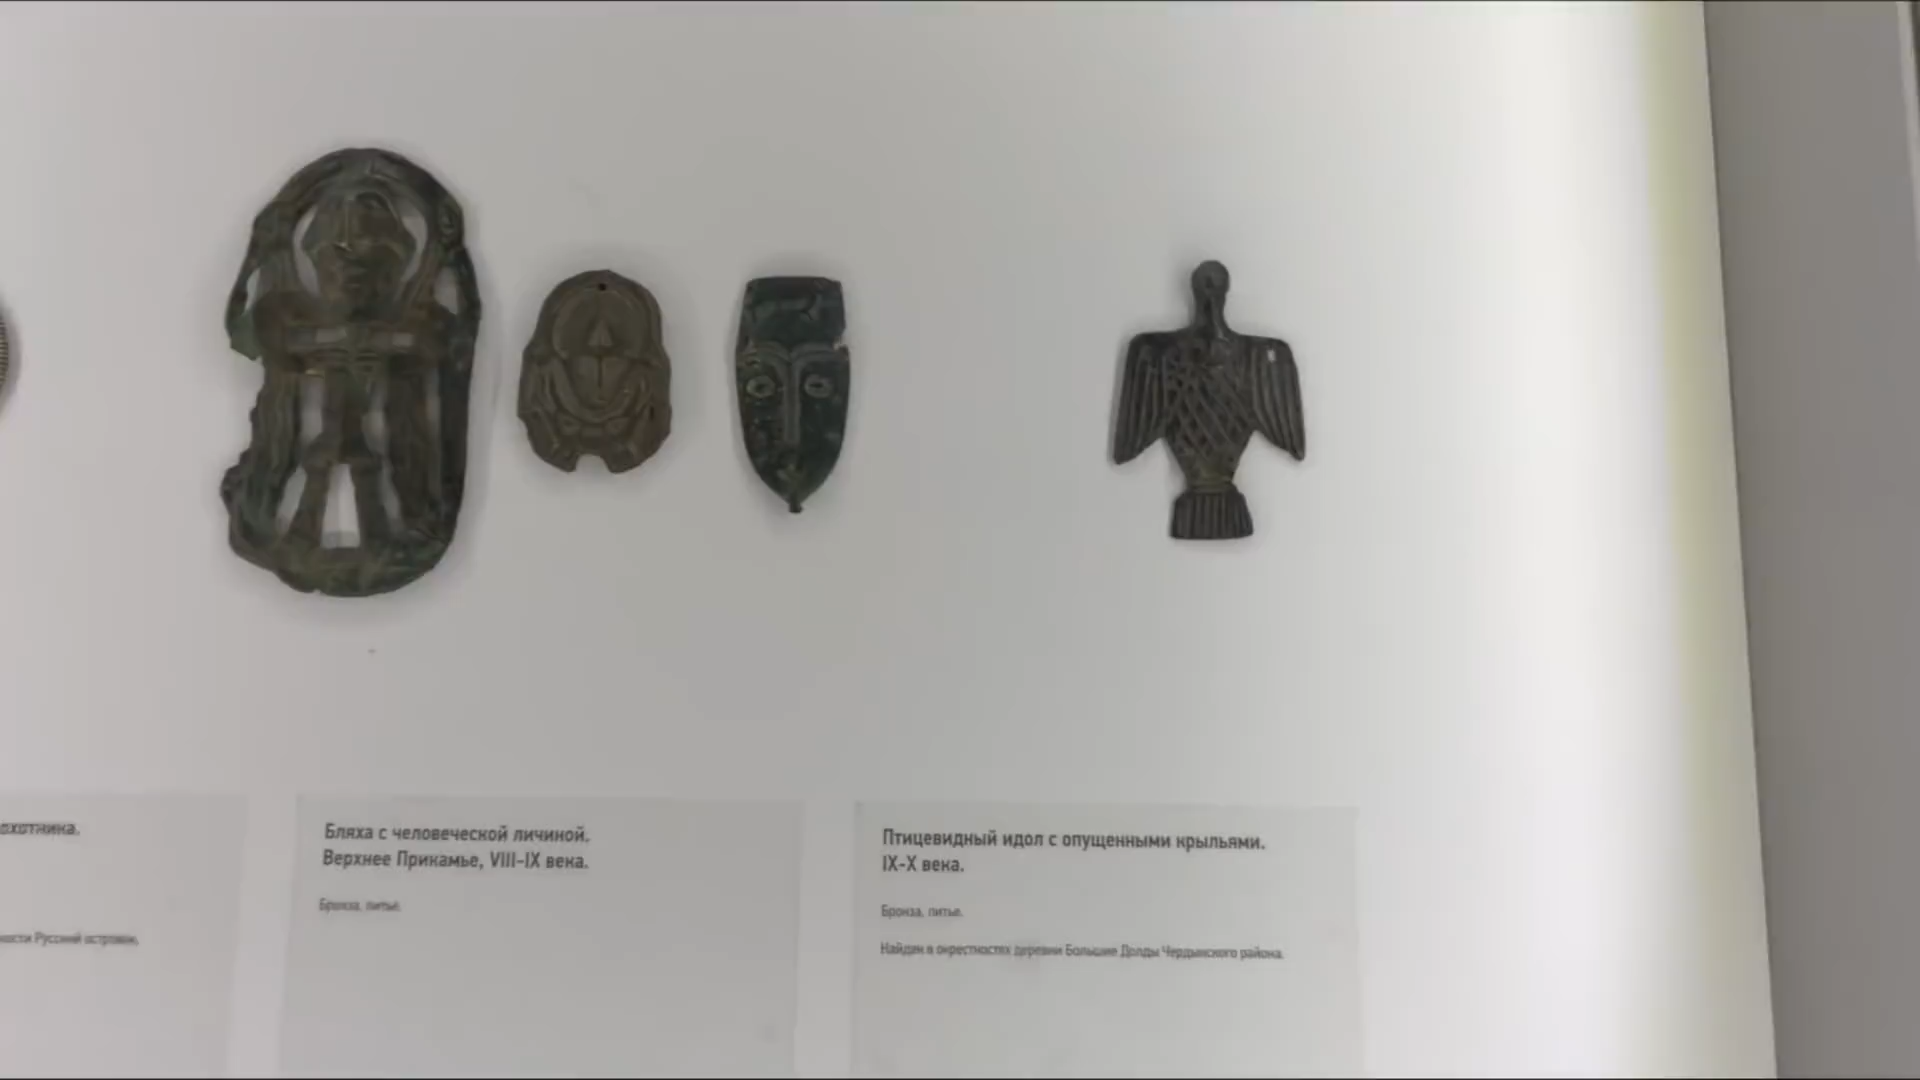 охотника.
ности Русский островок.
Бляха с человеческой личиной.
Верхнее Прикамье, VIII-IX века.
Бронза, литье.
Птицевидный идол с опущенными крыльями.
IX-X века.
Бронза, литье.
Найден в окрестностях деревни Большие Долды Чердынского района.